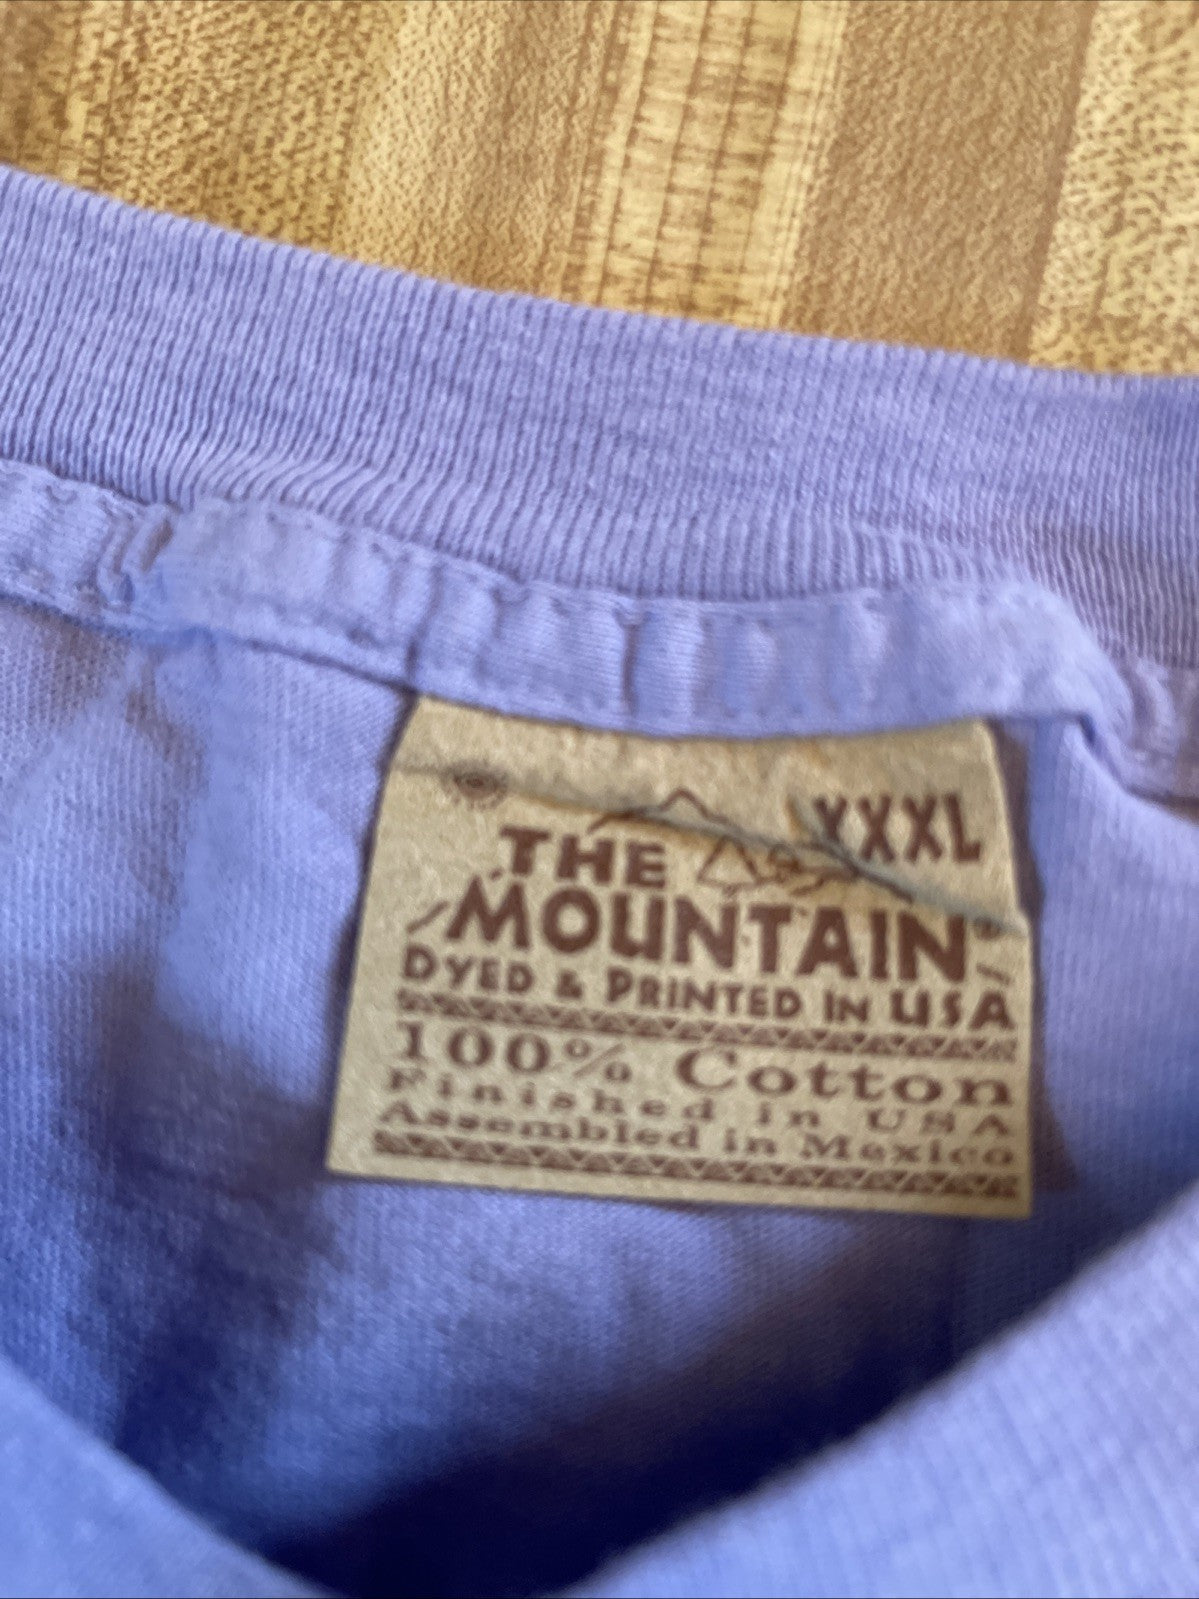 XXXL
THE
MOUNTAIN®
DYED & PRINTED IN USA
100% Cotton
Finished in USA
Assembled in Mexico